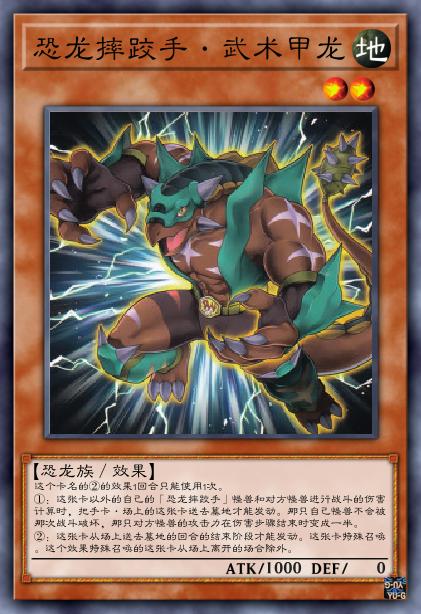 恐龙摔跤手·武术甲龙
地
【恐龙族/效果】
这个卡名的②的效果1回合只能使用1次。
①：这张卡以外的自己的「恐龙摔跤手」怪兽和对方怪兽进行战斗的伤害
计算时，把手卡·场上的这张卡送去墓地才能发动。那只自己怪兽不会被
那次战斗破坏，那只对方怪兽的攻击力在伤害步骤结束时变成一半。
②：这张卡从场上送去墓地的回合的结束阶段才能发动。这张卡特殊召唤
。这个效果特殊召唤的这张卡从场上离开的场合除外。
ATK/1000 DEF/ 0